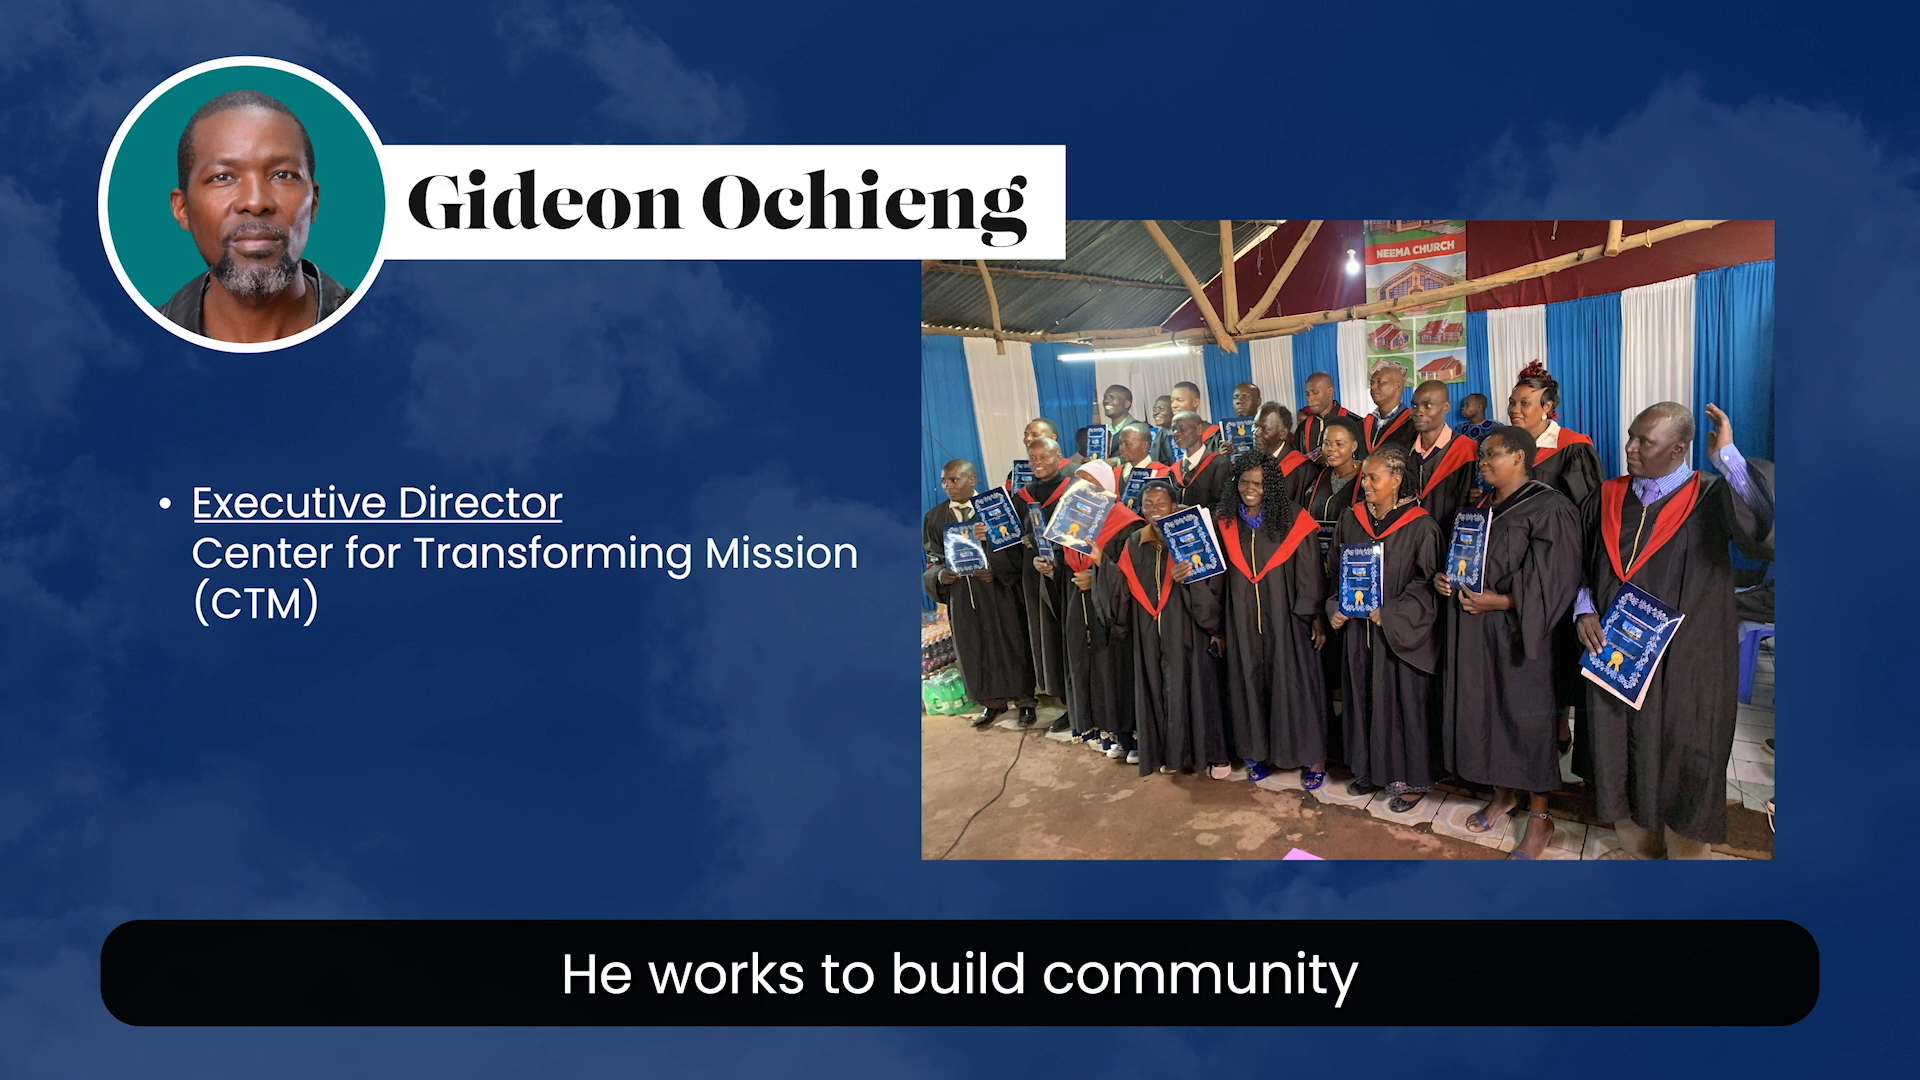 Gideon Ochieng
NEEMA CHURCH
• Executive Director
Center for Transforming Mission
(CTM)
He works to build community